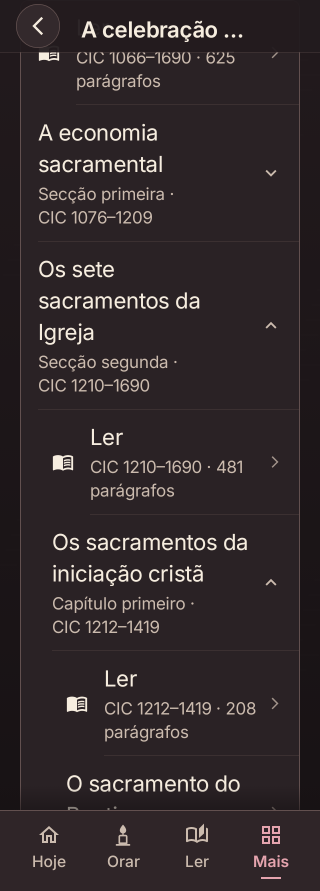 A celebração ...
CIC 1066–1690 · 625
parágrafos
A economia
sacramental
Secção primeira ·
CIC 1076–1209
Os sete
sacramentos da
Igreja
Secção segunda ·
CIC 1210–1690
Ler
CIC 1210–1690 · 481
parágrafos
Os sacramentos da
iniciação cristã
Capítulo primeiro ·
CIC 1212–1419
Ler
CIC 1212–1419 · 208
parágrafos
O sacramento do
Hoje
Orar
Ler
Mais